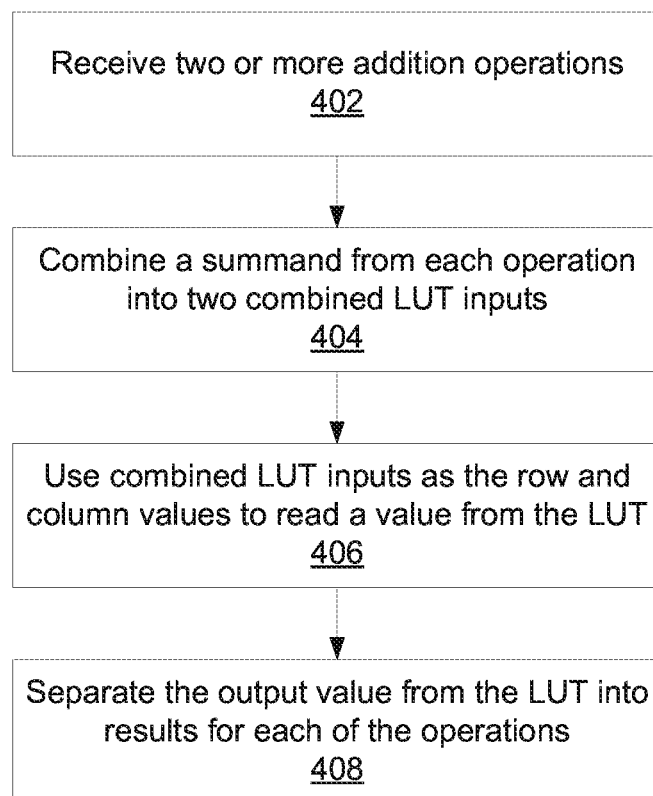 Receive two or more addition operations
402
Combine a summand from each operation
into two combined LUT inputs
404
Use combined LUT inputs as the row and
column values to read a value from the LUT
406
Separate the output value from the LUT into
results for each of the operations
408